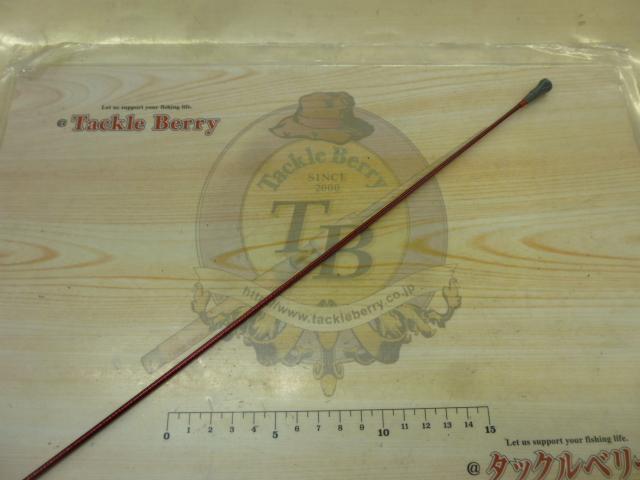 Let us support your fishing life.
@ Tackle Berry
Tackle Berry
SINCE
2000
TB
http://www.tackleberry.co.jp
0 1 2 3 4 5 6 7 8 9 10 11 12 13 14 15
Let us support your fishing life.
@ タックルベリー